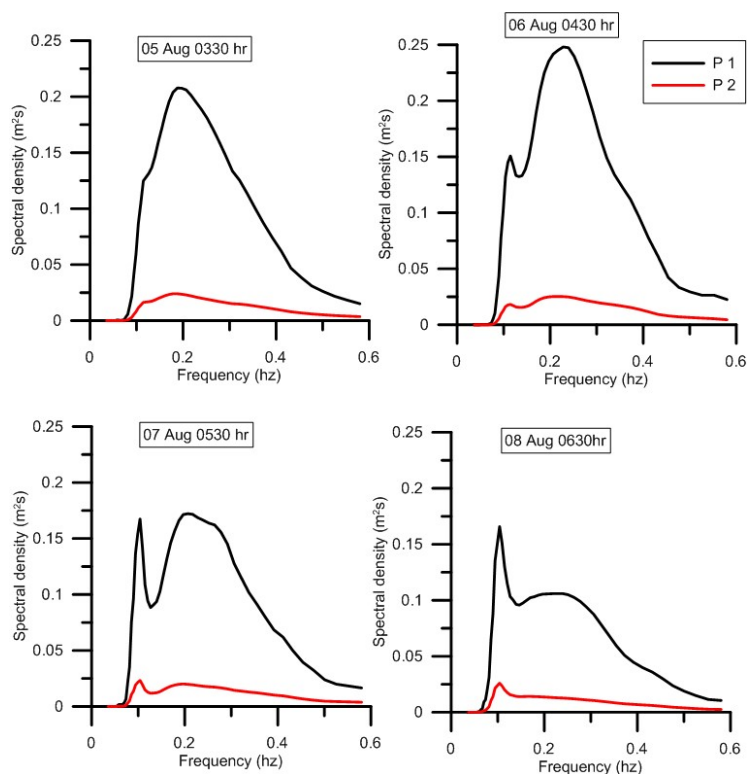 05 Aug 0330 hr
0.25
0.2
0.15
0.1
0.05
0
0 0.2 0.4 0.6
Spectral density (m²s)
Frequency (hz)
06 Aug 0430 hr
P 1
P 2
0.25
0.2
0.15
0.1
0.05
0
0 0.2 0.4 0.6
Spectral density (m²s)
Frequency (hz)
07 Aug 0530 hr
0.25
0.2
0.15
0.1
0.05
0
0 0.2 0.4 0.6
Spectral density (m²s)
Frequency (hz)
08 Aug 0630hr
0.25
0.2
0.15
0.1
0.05
0
0 0.2 0.4 0.6
Spectral density (m²s)
Frequency (hz)